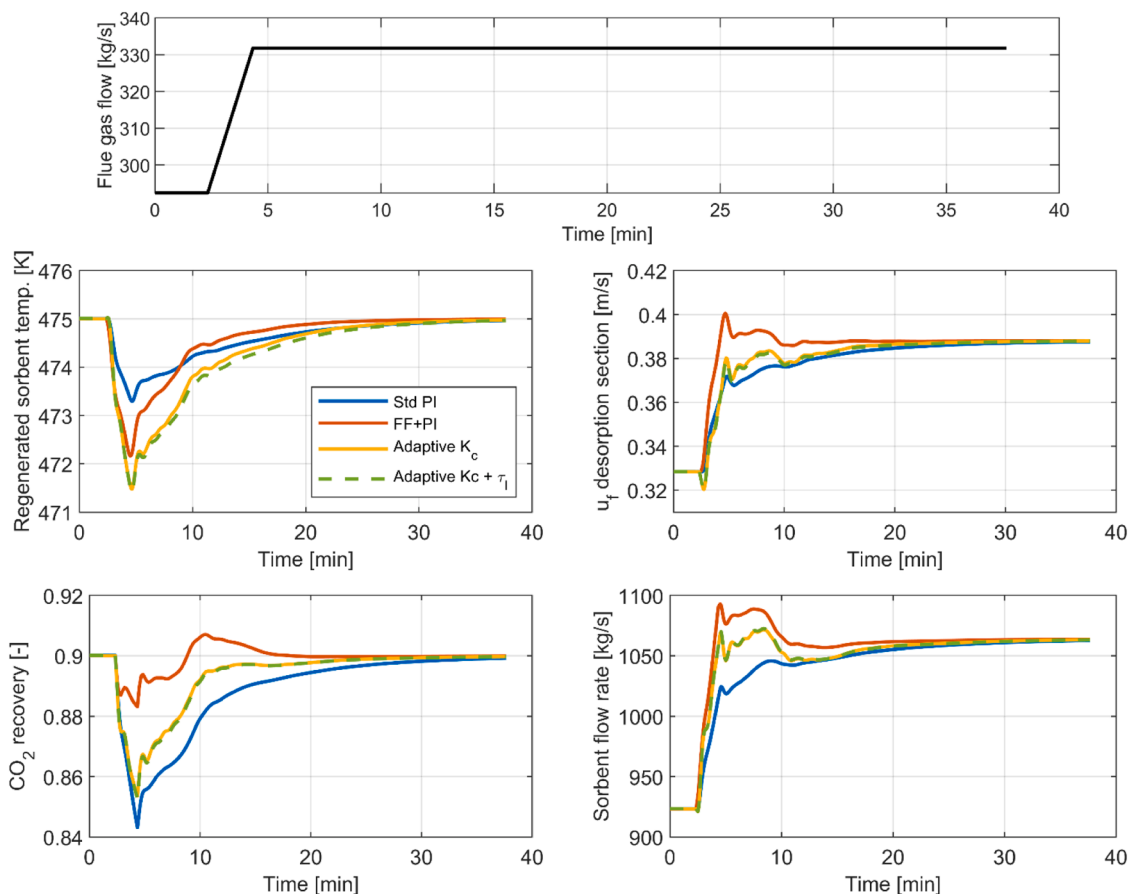 340
330
320
310
300
Flue gas flow [kg/s]
0 5 10 15 20 25 30 35 40
Time [min]
476
475
474
473
472
471
Regenerated sorbent temp. [K]
Std PI
FF+PI
Adaptive K_c
Adaptive Kc + τ_I
0 10 20 30 40
Time [min]
0.42
0.4
0.38
0.36
0.34
0.32
u_f desorption section [m/s]
0 10 20 30 40
Time [min]
0.92
0.9
0.88
0.86
0.84
CO_2 recovery [-]
0 10 20 30 40
Time [min]
1100
1050
1000
950
900
Sorbent flow rate [kg/s]
0 10 20 30 40
Time [min]